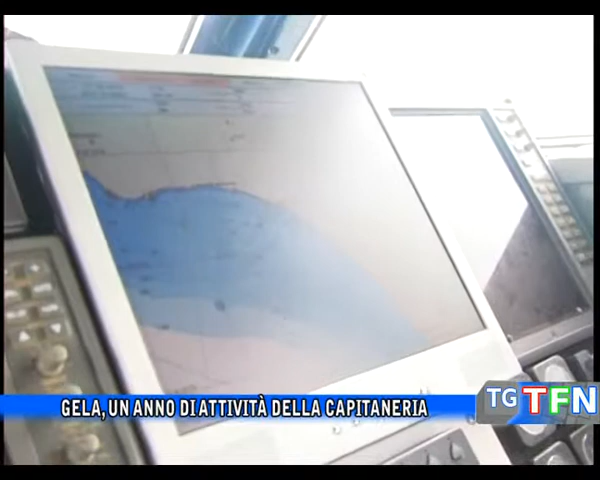 GELA, UN ANNO DI ATTIVITÀ DELLA CAPITANERIA
TG TFN